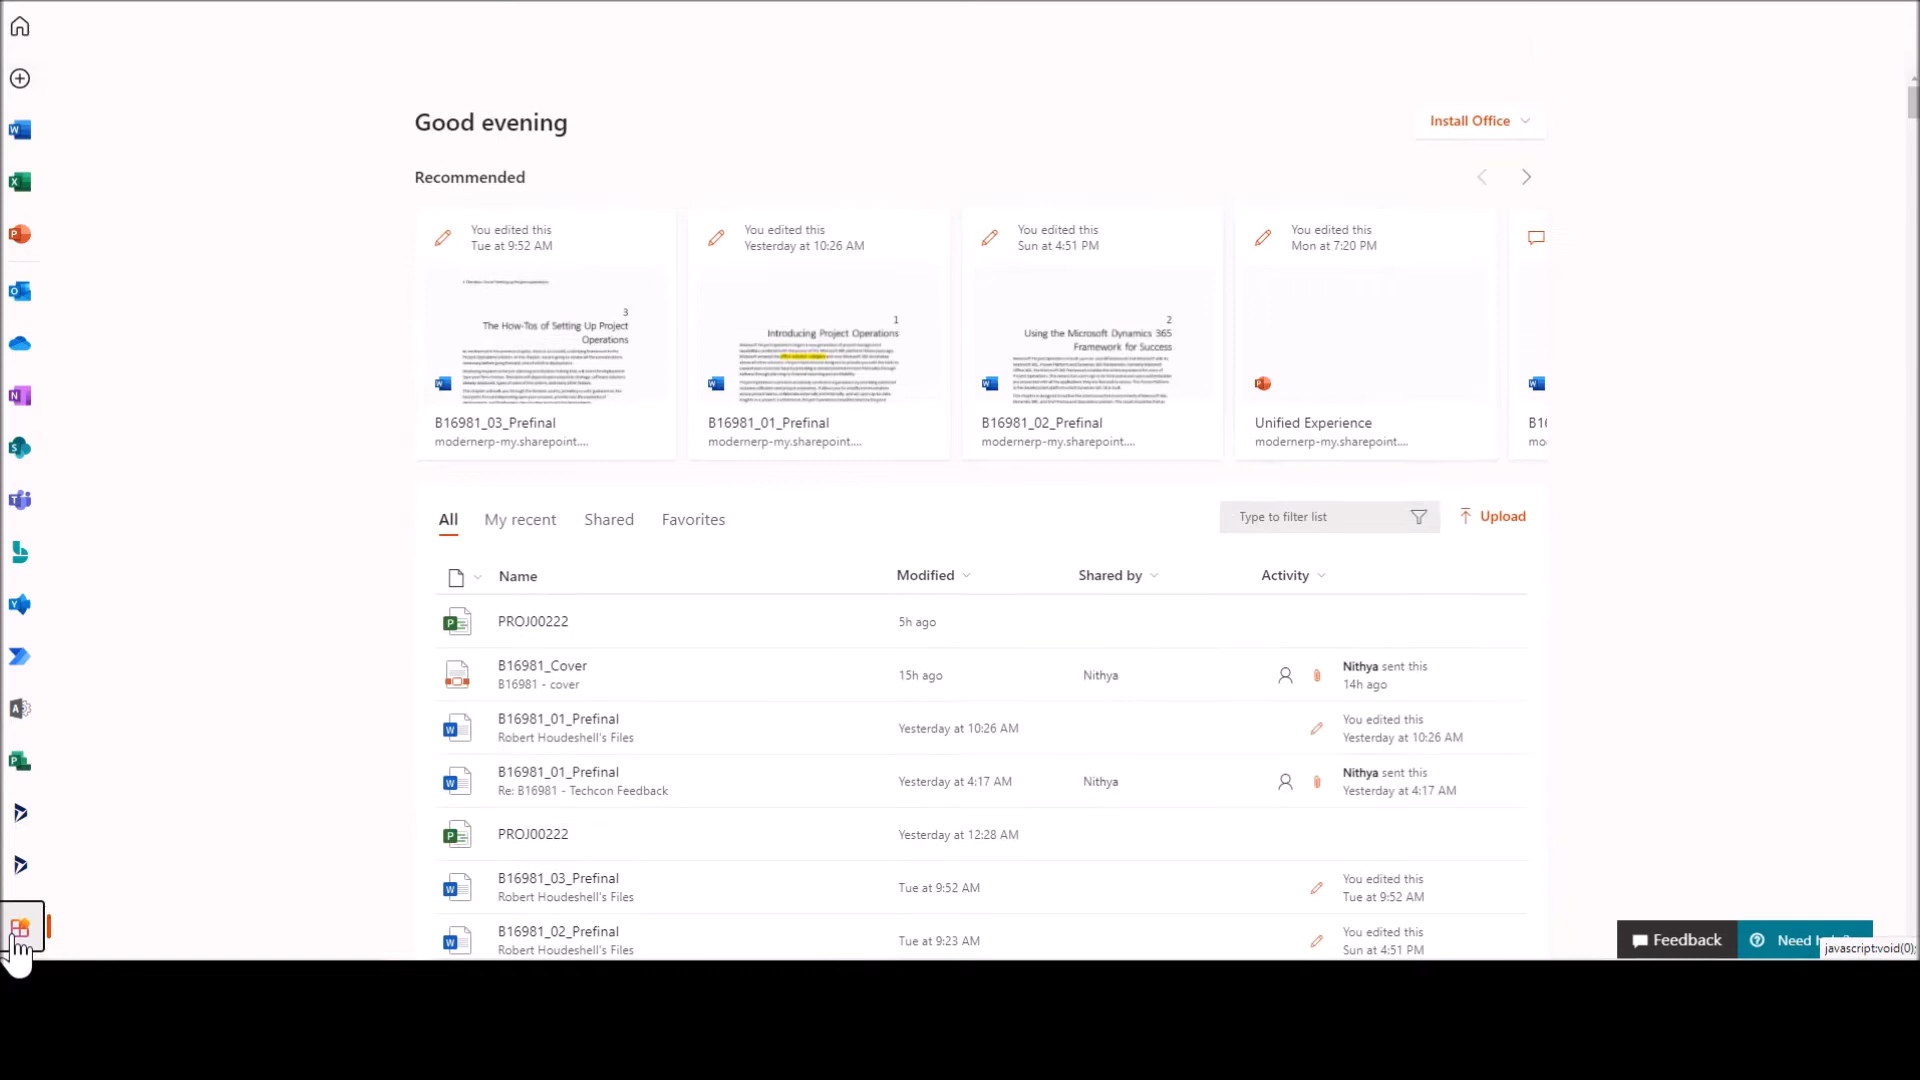 Good evening
Install Office
Recommended
You edited this
Tue at 9:52 AM
3
The How-Tos of Setting Up Project
Operations
B16981_03_Prefinal
modernerp-my.sharepoint....
You edited this
Yesterday at 10:26 AM
1
Introducing Project Operations
B16981_01_Prefinal
modernerp-my.sharepoint....
You edited this
Sun at 4:51 PM
2
Using the Microsoft Dynamics 365
Framework for Success
B16981_02_Prefinal
modernerp-my.sharepoint....
You edited this
Mon at 7:20 PM
Unified Experience
modernerp-my.sharepoint....
All My recent Shared Favorites
Type to filter list
Upload
Name Modified Shared by Activity
PROJ00222 5h ago
B16981_Cover
B16981 - cover
15h ago
Nithya
Nithya sent this
14h ago
B16981_01_Prefinal
Robert Houdeshell's Files
Yesterday at 10:26 AM
You edited this
Yesterday at 10:26 AM
B16981_01_Prefinal
Re: B16981 - Techcon Feedback
Yesterday at 4:17 AM
Nithya
Nithya sent this
Yesterday at 4:17 AM
PROJ00222 Yesterday at 12:28 AM
B16981_03_Prefinal
Robert Houdeshell's Files
Tue at 9:52 AM
You edited this
Tue at 9:52 AM
B16981_02_Prefinal
Robert Houdeshell's Files
Tue at 9:23 AM
You edited this
Sun at 4:51 PM
Feedback
Need
javascript:void(0);